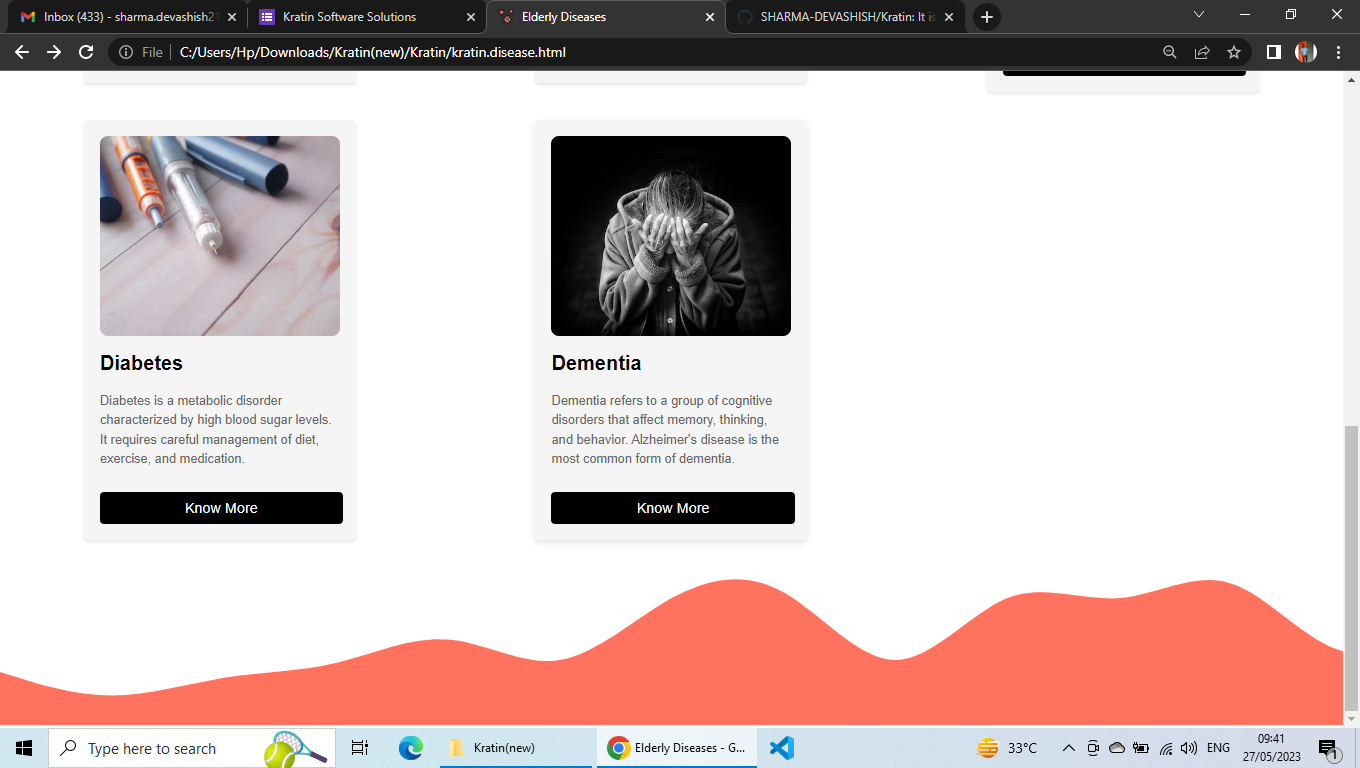 Inbox (433) - sharma.devashish21
Kratin Software Solutions
Elderly Diseases
SHARMA-DEVASHISH/Kratin: It is
File
C:/Users/Hp/Downloads/Kratin(new)/Kratin/kratin.disease.html
Diabetes
Diabetes is a metabolic disorder
characterized by high blood sugar levels.
It requires careful management of diet,
exercise, and medication.
Know More
Dementia
Dementia refers to a group of cognitive
disorders that affect memory, thinking,
and behavior. Alzheimer's disease is the
most common form of dementia.
Know More
Type here to search
Kratin(new)
Elderly Diseases - G...
33°C
ENG
09:41
27/05/2023
1